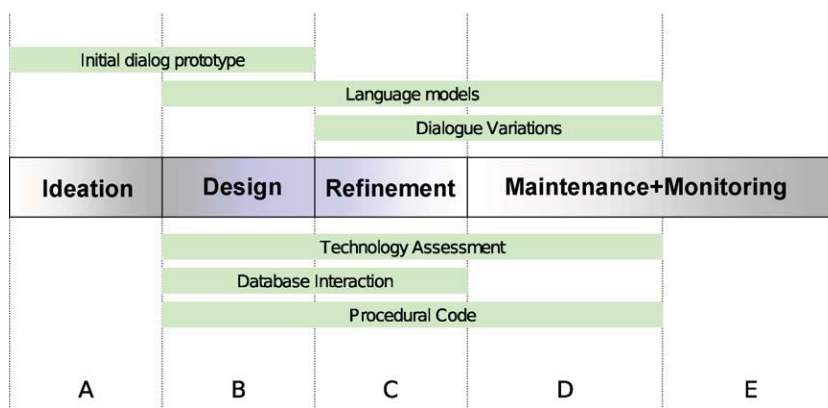 Initial dialog prototype
Language models
Dialogue Variations
Ideation Design Refinement Maintenance+Monitoring
Technology Assessment
Database Interaction
Procedural Code
A B C D E